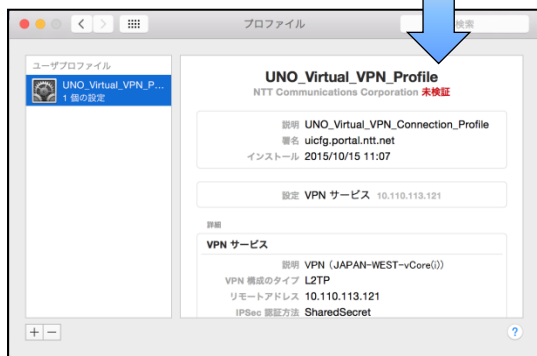 プロファイル
検索
ユーザプロファイル
UNO_Virtual_VPN_P...
1 個の設定
UNO_Virtual_VPN_Profile
NTT Communications Corporation 未検証
説明 UNO_Virtual_VPN_Connection_Profile
署名 uicfg.portal.ntt.net
インストール 2015/10/15 11:07
設定 VPN サービス 10.110.113.121
詳細
VPN サービス
説明 VPN（JAPAN-WEST-vCore(i)）
VPN 構成のタイプ L2TP
リモートアドレス 10.110.113.121
IPSec 認証方法 SharedSecret